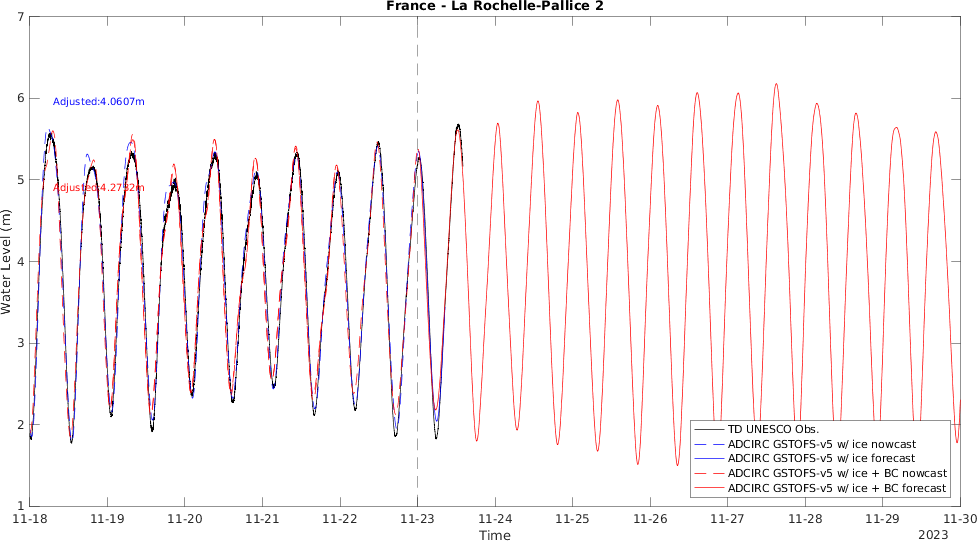 France - La Rochelle-Pallice 2
7
6
5
4
3
2
1
Water Level (m)
Adjusted:4.0607m
TD UNESCO Obs.
ADCIRC GSTOFS-v5 w/ ice nowcast
ADCIRC GSTOFS-v5 w/ ice forecast
ADCIRC GSTOFS-v5 w/ ice + BC nowcast
ADCIRC GSTOFS-v5 w/ ice + BC forecast
11-18 11-19 11-20 11-21 11-22 11-23 11-24 11-25 11-26 11-27 11-28 11-29 11-30
Time
2023